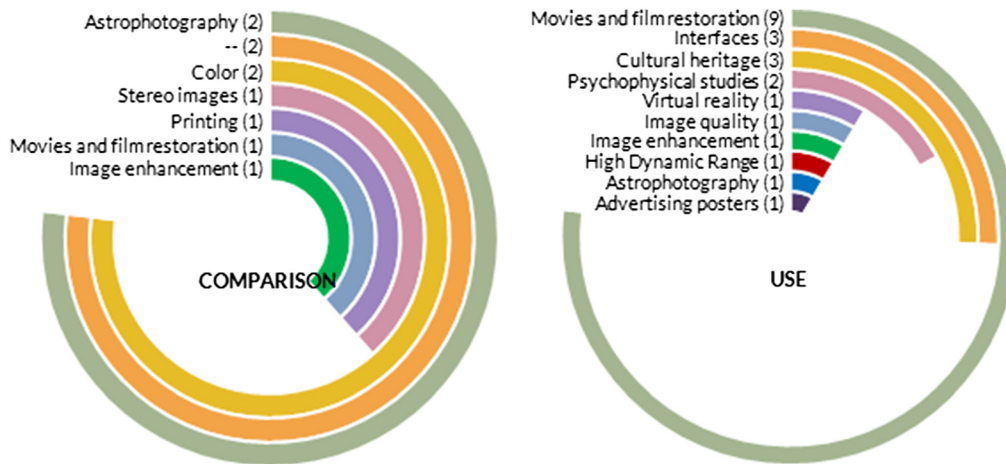 Astrophotography (2)
-- (2)
Color (2)
Stereo images (1)
Printing (1)
Movies and film restoration (1)
Image enhancement (1)
COMPARISON
Movies and film restoration (9)
Interfaces (3)
Cultural heritage (3)
Psychophysical studies (2)
Virtual reality (1)
Image quality (1)
Image enhancement (1)
High Dynamic Range (1)
Astrophotography (1)
Advertising posters (1)
USE